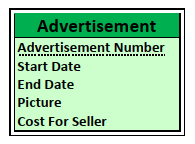 Advertisement
Advertisement Number
Start Date
End Date
Picture
Cost For Seller